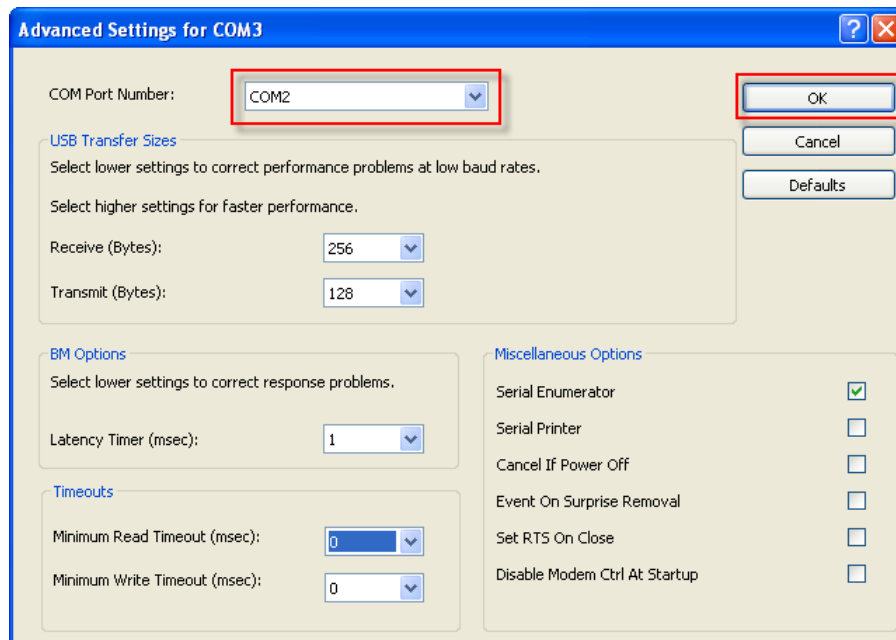 Advanced Settings for COM3
COM Port Number: COM2
OK
Cancel
Defaults
USB Transfer Sizes
Select lower settings to correct performance problems at low baud rates.
Select higher settings for faster performance.
Receive (Bytes): 256
Transmit (Bytes): 128
BM Options
Select lower settings to correct response problems.
Latency Timer (msec): 1
Timeouts
Minimum Read Timeout (msec): 0
Minimum Write Timeout (msec): 0
Miscellaneous Options
Serial Enumerator
Serial Printer
Cancel If Power Off
Event On Surprise Removal
Set RTS On Close
Disable Modem Ctrl At Startup